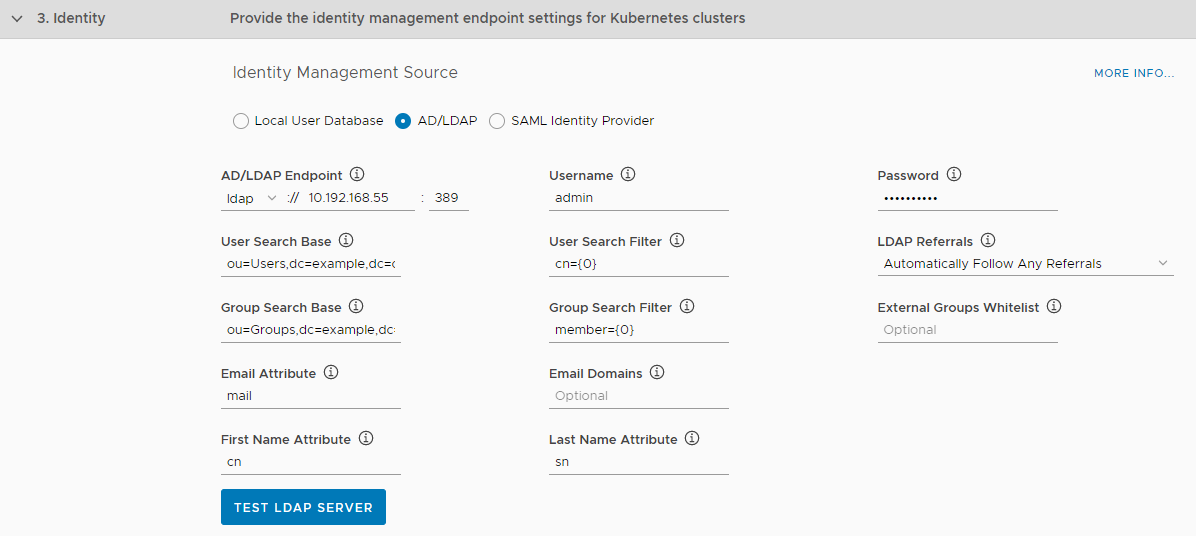 3. Identity Provide the identity management endpoint settings for Kubernetes clusters
Identity Management Source MORE INFO...
Local User Database AD/LDAP SAML Identity Provider
AD/LDAP Endpoint Username Password
ldap :// 10.192.168.55 : 389 admin ••••••••••
User Search Base User Search Filter LDAP Referrals
ou=Users,dc=example,dc=c cn={0} Automatically Follow Any Referrals
Group Search Base Group Search Filter External Groups Whitelist
ou=Groups,dc=example,dc= member={0} Optional
Email Attribute Email Domains
mail Optional
First Name Attribute Last Name Attribute
cn sn
TEST LDAP SERVER